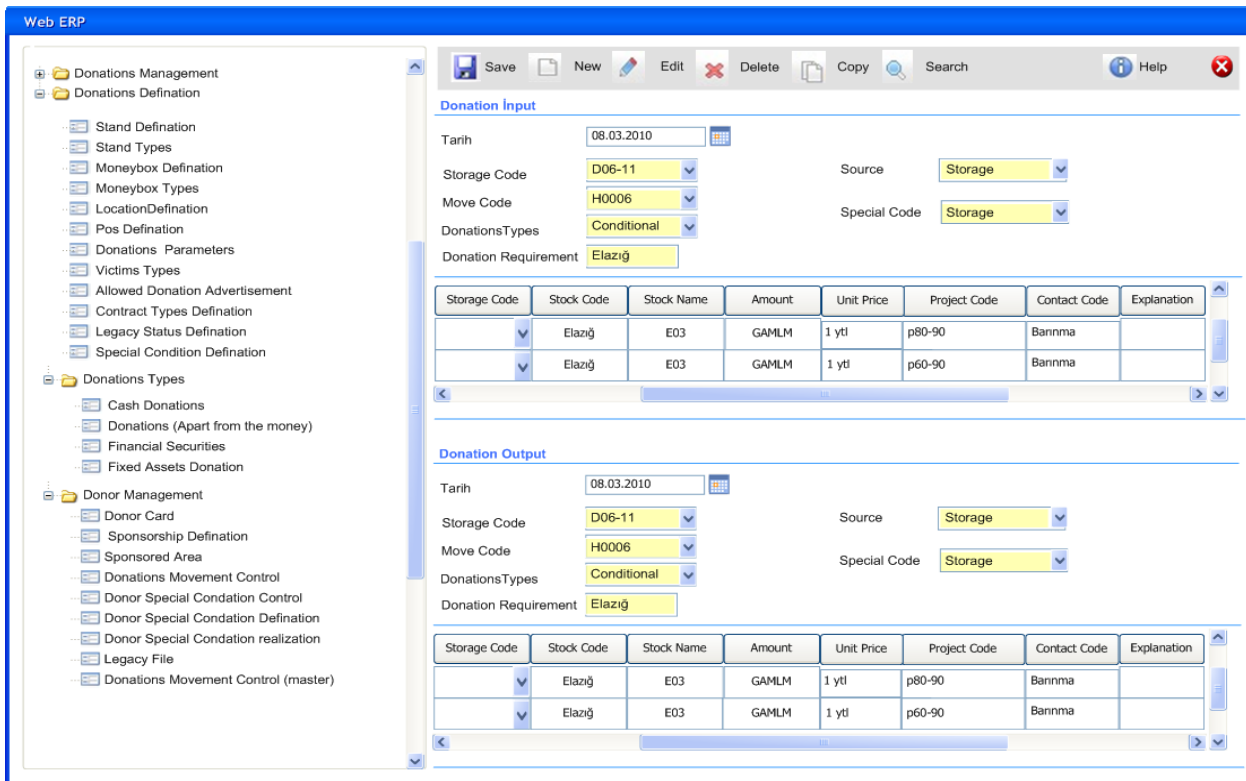 Web ERP
Donations Management
Donations Defination
Stand Defination
Stand Types
Moneybox Defination
Moneybox Types
LocationDefination
Pos Defination
Donations Parameters
Victims Types
Allowed Donation Advertisement
Contract Types Defination
Legacy Status Defination
Special Condition Defination
Donations Types
Cash Donations
Donations (Apart from the money)
Financial Securities
Fixed Assets Donation
Donor Management
Donor Card
Sponsorship Defination
Sponsored Area
Donations Movement Control
Donor Special Condation Control
Donor Special Condation Defination
Donor Special Condation realization
Legacy File
Donations Movement Control (master)
Save New Edit Delete Copy Search Help
Donation İnput
Tarih 08.03.2010
Storage Code D06-11 Source Storage
Move Code H0006 Special Code Storage
DonationsTypes Conditional
Donation Requirement Elazığ
Storage Code Stock Code Stock Name Amount Unit Price Project Code Contact Code Explanation
Elazığ E03 GAMLM 1 ytl p80-90 Barınma
Elazığ E03 GAMLM 1 ytl p60-90 Barınma
Donation Output
Tarih 08.03.2010
Storage Code D06-11 Source Storage
Move Code H0006 Special Code Storage
DonationsTypes Conditional
Donation Requirement Elazığ
Storage Code Stock Code Stock Name Amount Unit Price Project Code Contact Code Explanation
Elazığ E03 GAMLM 1 ytl p80-90 Barınma
Elazığ E03 GAMLM 1 ytl p60-90 Barınma